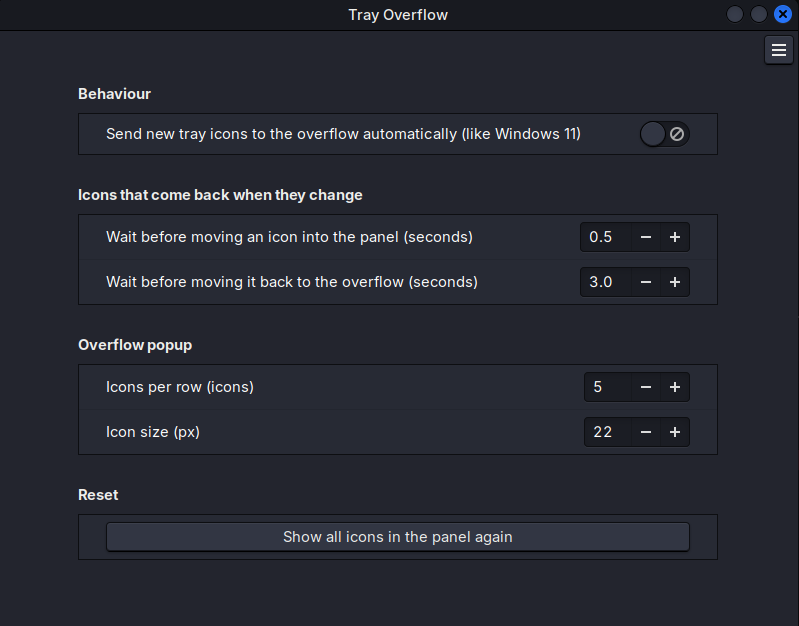 Tray Overflow
Behaviour
Send new tray icons to the overflow automatically (like Windows 11)
Icons that come back when they change
Wait before moving an icon into the panel (seconds)
0.5
Wait before moving it back to the overflow (seconds)
3.0
Overflow popup
Icons per row (icons)
5
Icon size (px)
22
Reset
Show all icons in the panel again